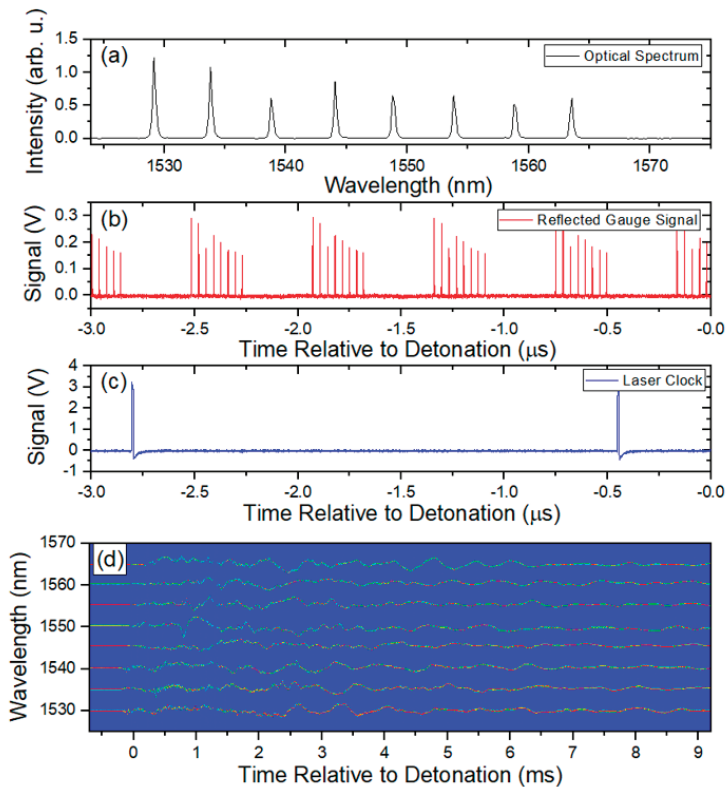 (a)
Optical Spectrum
Intensity (arb. u.)
1.5
1.0
0.5
0.0
1530 1540 1550 1560 1570
Wavelength (nm)
(b)
Reflected Gauge Signal
Signal (V)
0.3
0.2
0.1
0.0
-3.0 -2.5 -2.0 -1.5 -1.0 -0.5 -0.0
Time Relative to Detonation (μs)
(c)
Laser Clock
Signal (V)
4
3
2
1
0
-1
-3.0 -2.5 -2.0 -1.5 -1.0 -0.5 -0.0
Time Relative to Detonation (μs)
(d)
Wavelength (nm)
1570
1560
1550
1540
1530
0 1 2 3 4 5 6 7 8 9
Time Relative to Detonation (ms)